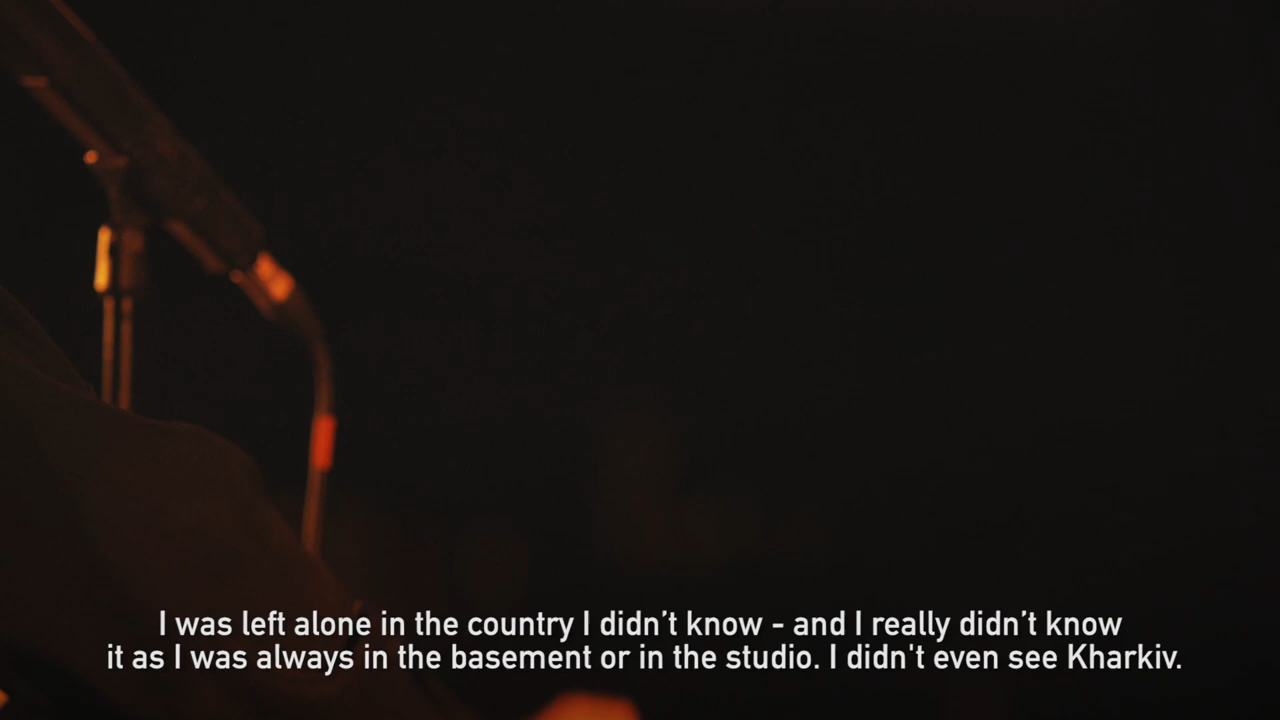 I was left alone in the country I didn’t know - and I really didn’t know
it as I was always in the basement or in the studio. I didn't even see Kharkiv.